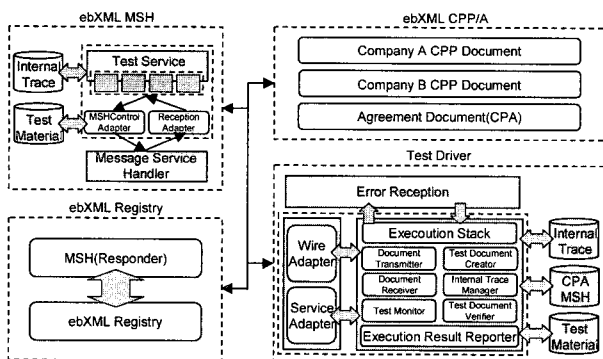 ebXML MSH
Internal
Trace
Test Service
Test
Material
MSHControl
Adapter
Reception
Adapter
Message Service
Handler
ebXML CPP/A
Company A CPP Document
Company B CPP Document
Agreement Document(CPA)
ebXML Registry
MSH(Responder)
ebXML Registry
Test Driver
Error Reception
Wire
Adapter
Service
Adapter
Execution Stack
Document
Transmitter
Test Document
Creator
Document
Receiver
Internal Trace
Manager
Test Monitor
Test Document
Verifier
Execution Result Reporter
Internal
Trace
CPA
MSH
Test
Material